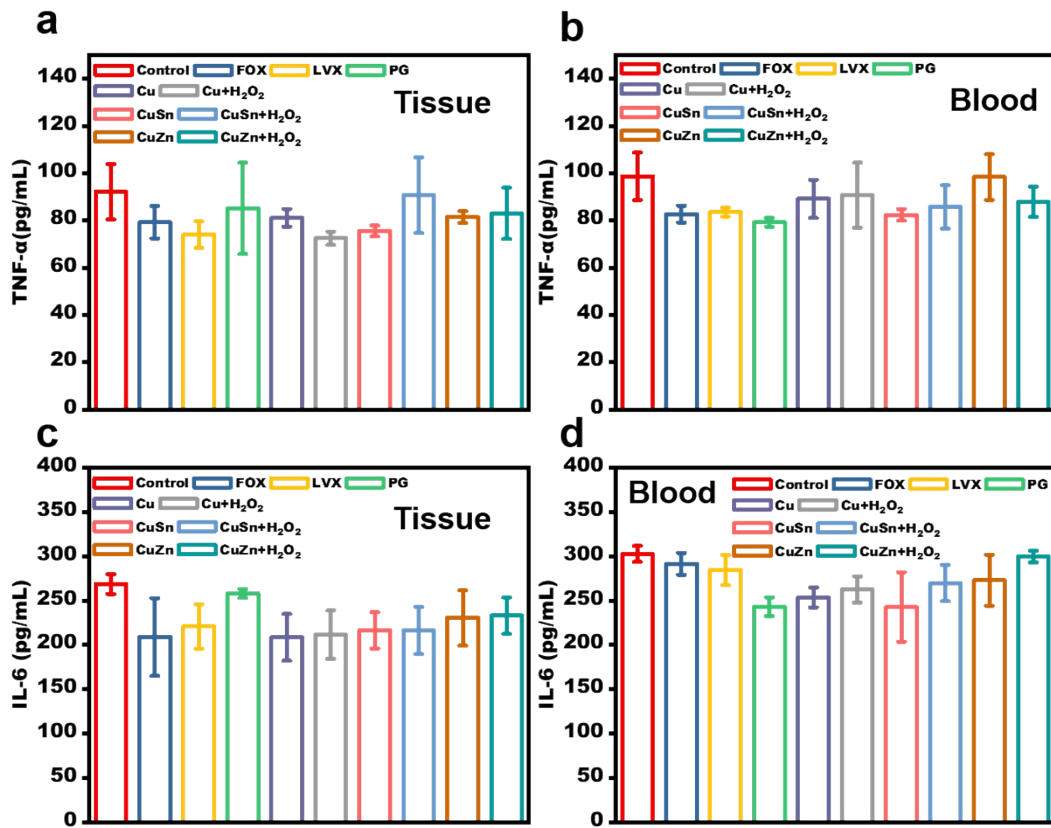 a
TNF-α(pg/mL)
140
120
100
80
60
40
20
0
Control FOX LVX PG
Cu Cu+H₂O₂
CuSn CuSn+H₂O₂
CuZn CuZn+H₂O₂
Tissue
b
TNF-α(pg/mL)
140
120
100
80
60
40
20
0
Control FOX LVX PG
Cu Cu+H₂O₂
CuSn CuSn+H₂O₂
CuZn CuZn+H₂O₂
Blood
c
IL-6 (pg/mL)
400
350
300
250
200
150
100
50
0
Control FOX LVX PG
Cu Cu+H₂O₂
CuSn CuSn+H₂O₂
CuZn CuZn+H₂O₂
Tissue
d
IL-6 (pg/mL)
400
350
300
250
200
150
100
50
0
Blood
Control FOX LVX PG
Cu Cu+H₂O₂
CuSn CuSn+H₂O₂
CuZn CuZn+H₂O₂